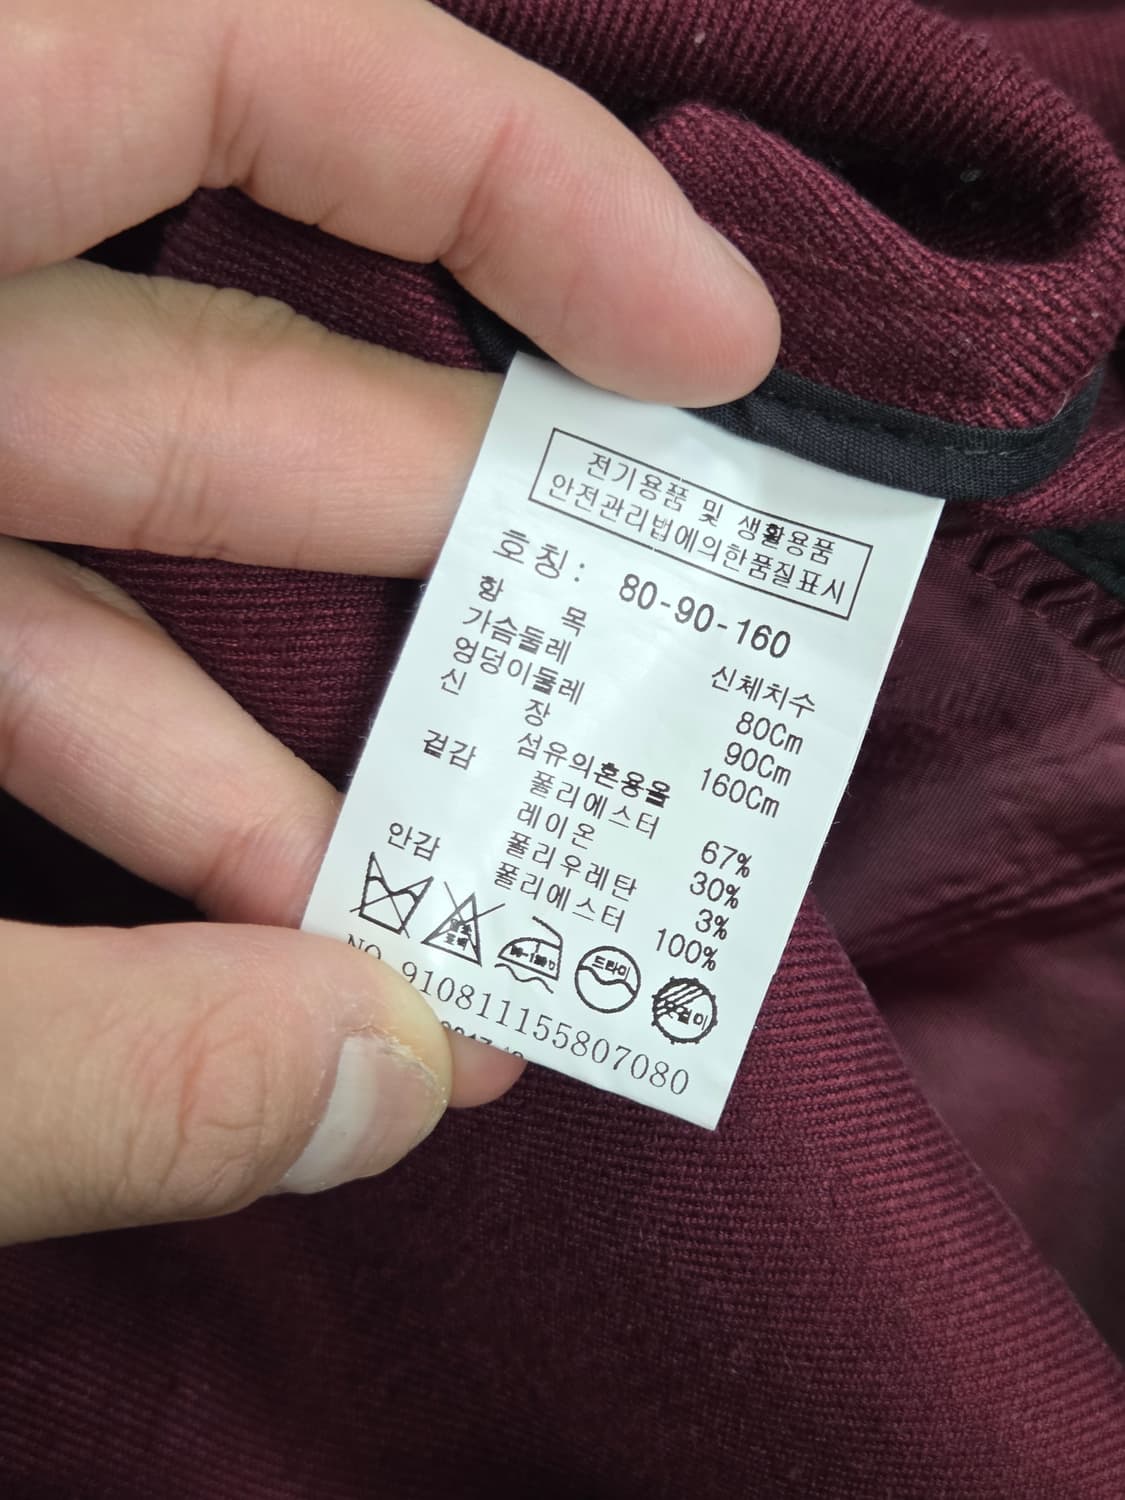 전기용품 및 생활용품
안전관리법에의한품질표시
호칭: 80-90-160
항 목 신체치수
가슴둘레 80Cm
엉덩이둘레 90Cm
신 장 160Cm
섬유의혼용율
겉감 폴리에스터 67%
레이온 30%
폴리우레탄 3%
안감 폴리에스터 100%
드라이
옷걸이
NO 910811155807080